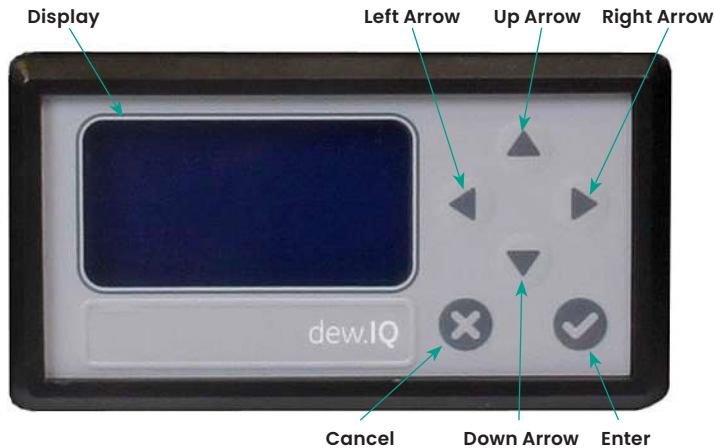 Display
Left Arrow
Up Arrow
Right Arrow
dew.IQ
Cancel
Down Arrow
Enter